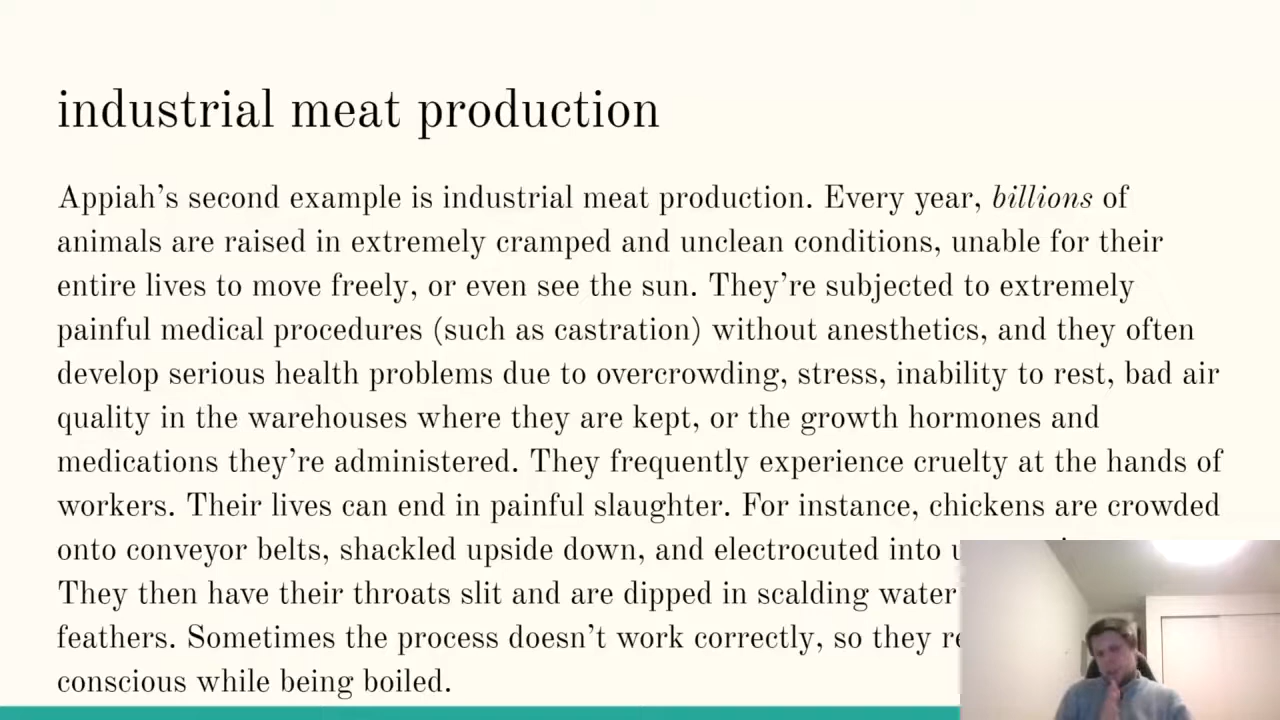 industrial meat production
Appiah’s second example is industrial meat production. Every year, billions of
animals are raised in extremely cramped and unclean conditions, unable for their
entire lives to move freely, or even see the sun. They’re subjected to extremely
painful medical procedures (such as castration) without anesthetics, and they often
develop serious health problems due to overcrowding, stress, inability to rest, bad air
quality in the warehouses where they are kept, or the growth hormones and
medications they’re administered. They frequently experience cruelty at the hands of
workers. Their lives can end in painful slaughter. For instance, chickens are crowded
onto conveyor belts, shackled upside down, and electrocuted into
They then have their throats slit and are dipped in scalding water
feathers. Sometimes the process doesn’t work correctly, so they
conscious while being boiled.